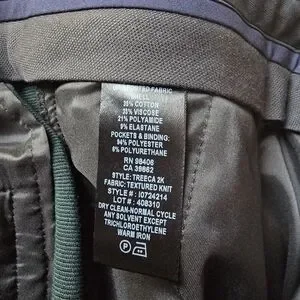 IMPORTED FABRIC
SHELL
35% COTTON
33% VISCOSE
21% POLYAMIDE
9% ELASTANE
POCKETS & BINDING:
94% POLYESTER
6% POLYURETHANE
RN 98406
CA 39862
STYLE: TREECA 2K
FABRIC: TEXTURED KNIT
STYLE # : I0724214
LOT # : 408310
DRY CLEAN-NORMAL CYCLE
ANY SOLVENT EXCEPT
TRICHLOROETHYLENE
WARM IRON
P